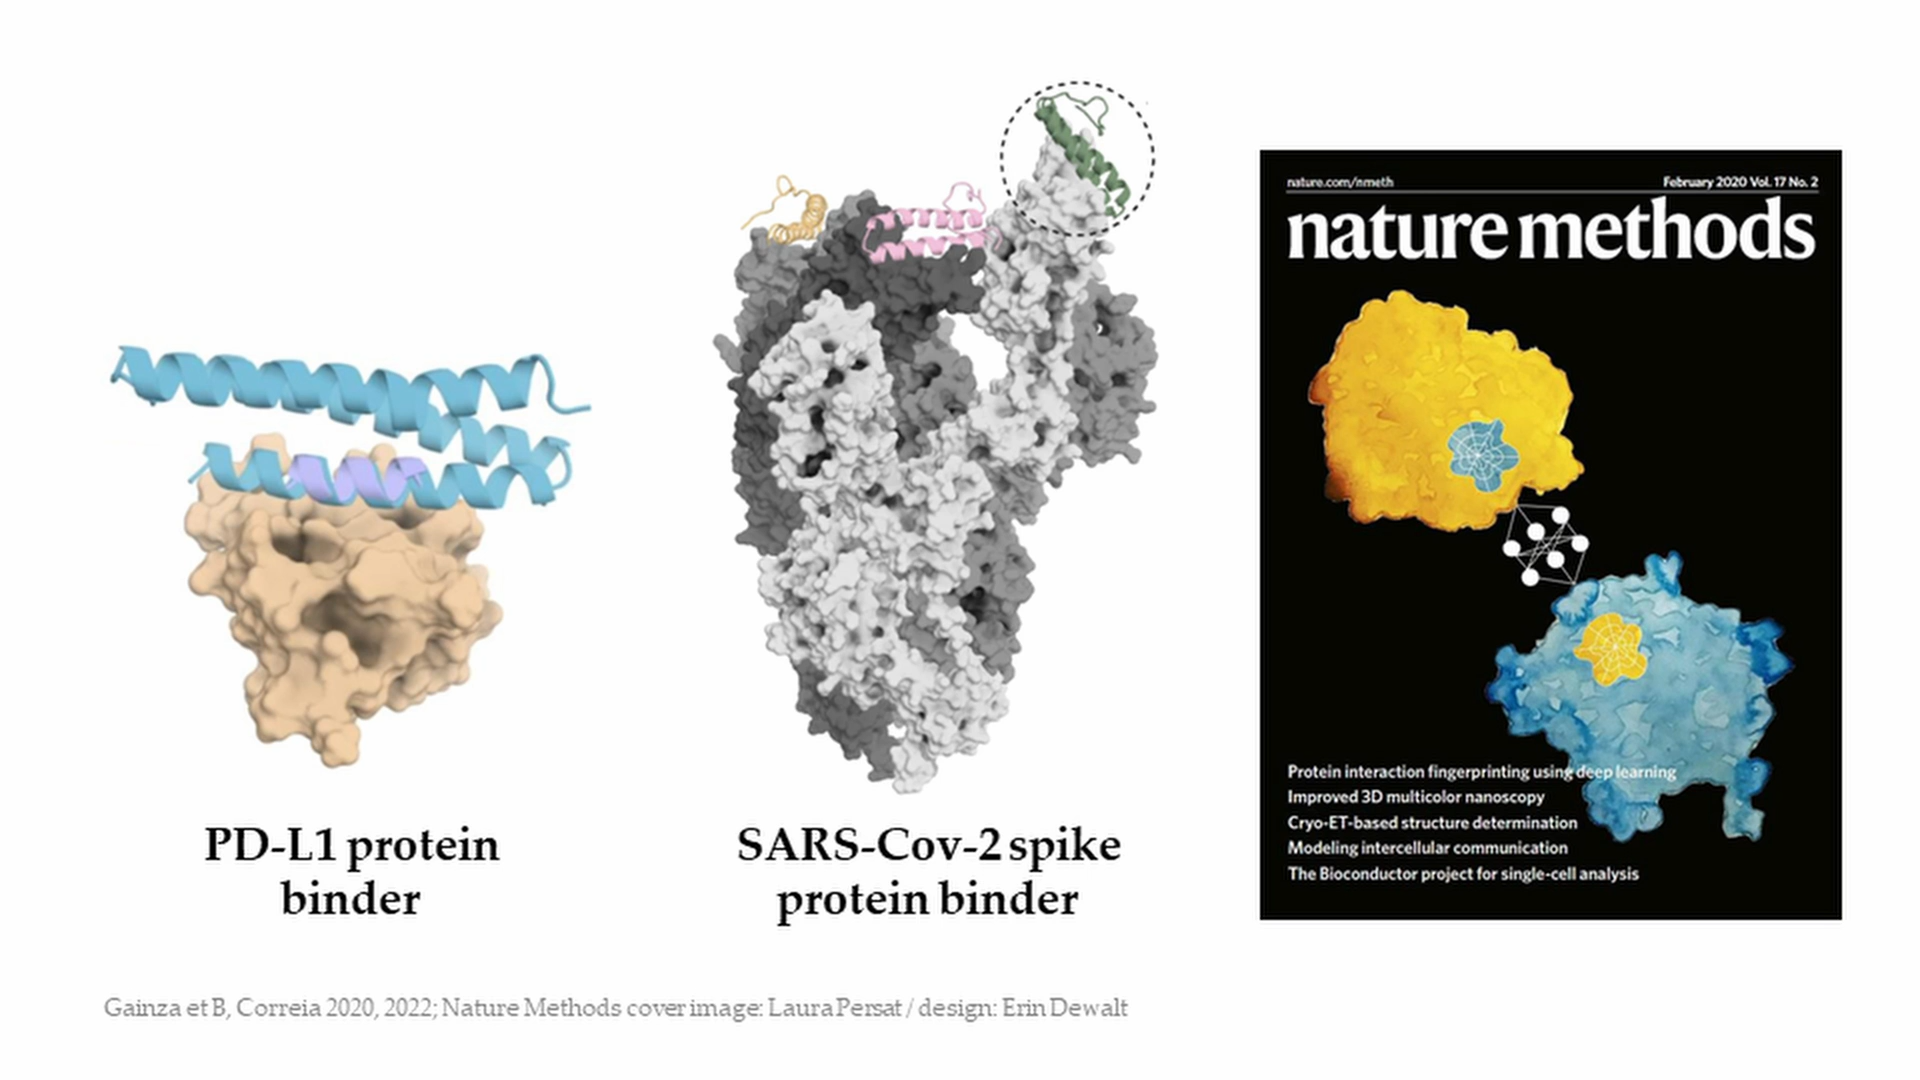 PD-L1 protein
binder
SARS-Cov-2 spike
protein binder
nature.com/nmeth
February 2020 Vol. 17 No. 2
nature methods
Protein interaction fingerprinting using deep learning
Improved 3D multicolor nanoscopy
Cryo-ET-based structure determination
Modeling intercellular communication
The Bioconductor project for single-cell analysis
Gainza et B, Correia 2020, 2022; Nature Methods cover image: Laura Persat / design: Erin Dewalt